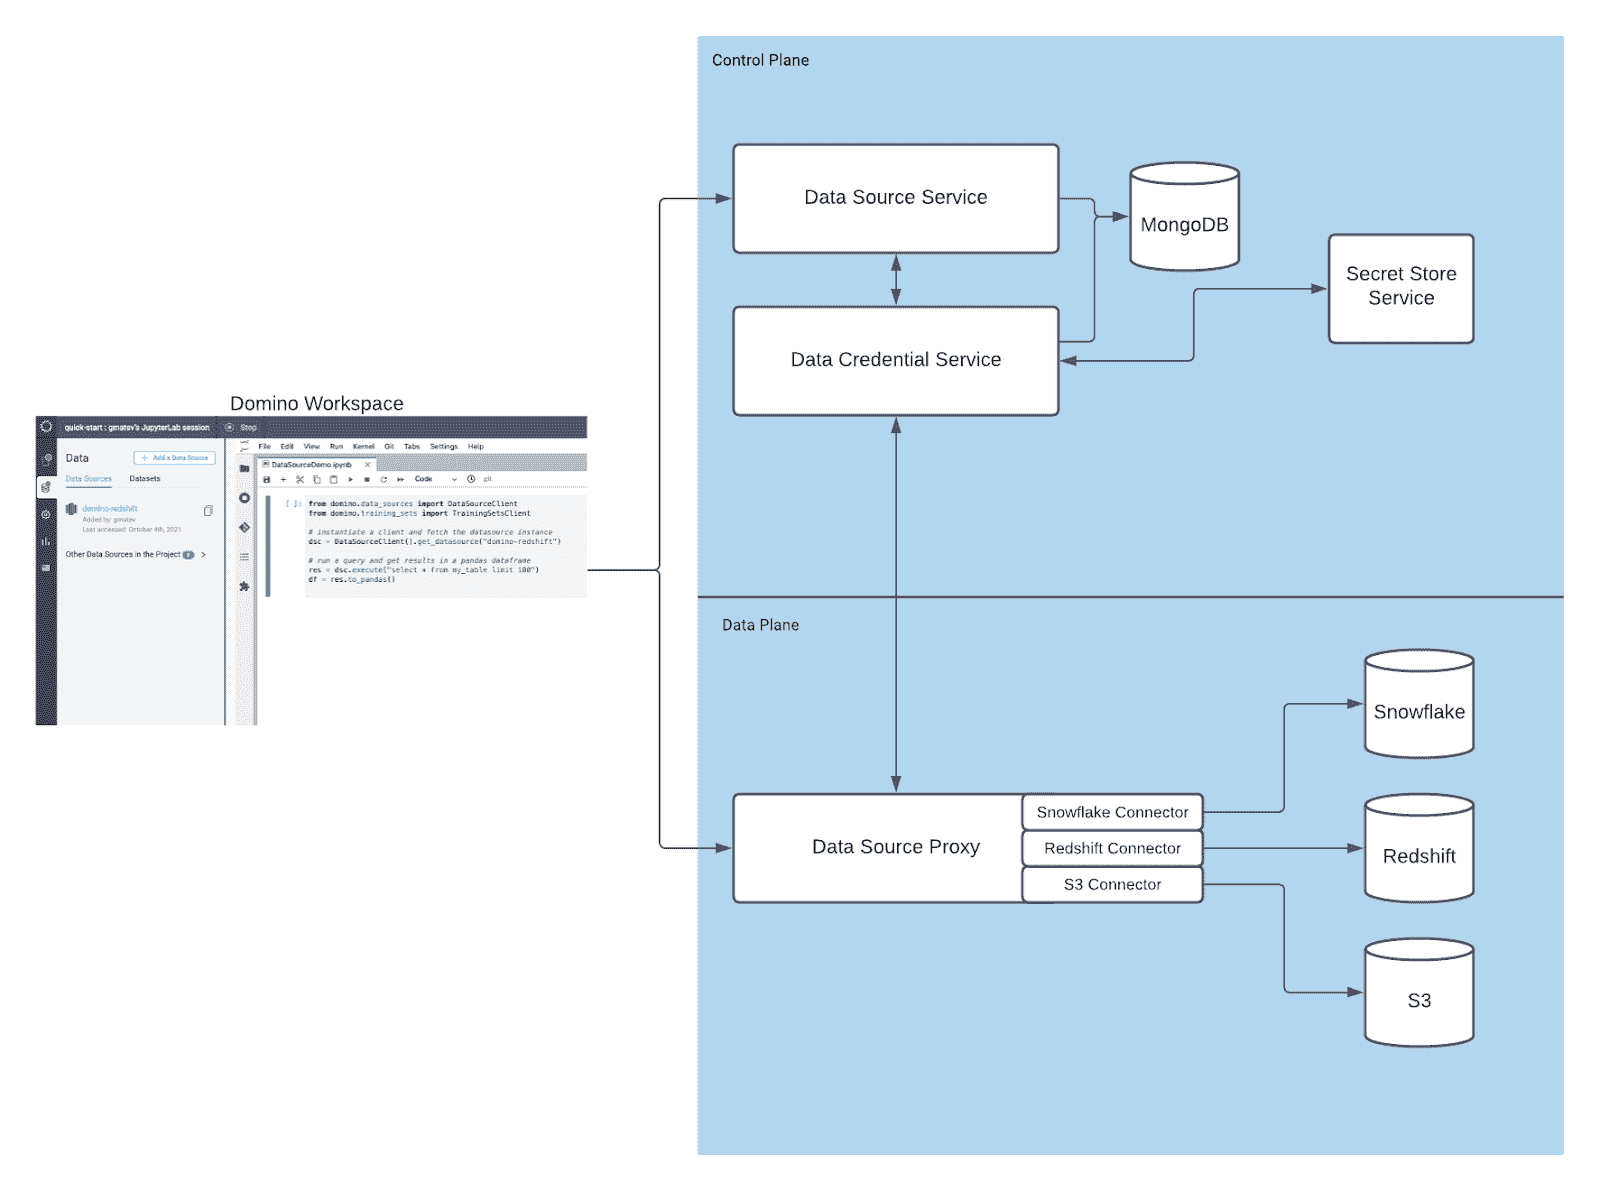 Control Plane
Data Source Service
MongoDB
Secret Store
Service
Data Credential Service
Domino Workspace
quick-start : gmatev's JupyterLab session
Stop
Data
+ Add a Data Source
Data Sources Datasets
domino-redshift
Added by: gmatev
Last accessed: October 4th, 2021
Other Data Sources in the Project
File Edit View Run Kernel Git Tabs Settings Help
DataSourceDemo.ipynb
Code
git
[ ]: from domino.data_sources import DataSourceClient
from domino.training_sets import TrainingSetsClient
# instantiate a client and fetch the datasource instance
dsc = DataSourceClient().get_datasource("domino-redshift")
# run a query and get results in a pandas dataframe
res = dsc.execute("select * from my_table limit 100")
df = res.to_pandas()
Data Plane
Snowflake
Data Source Proxy
Snowflake Connector
Redshift Connector
S3 Connector
Redshift
S3